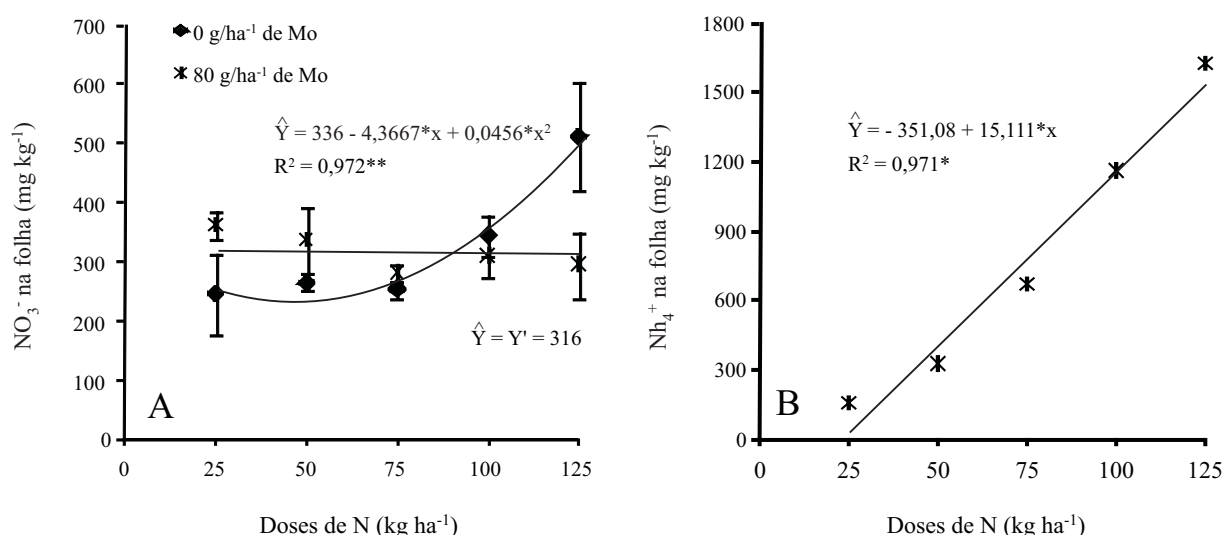 700
600
500
400
300
200
100
0
NO₃⁻ na folha (mg kg⁻¹)
0 g/ha⁻¹ de Mo
80 g/ha⁻¹ de Mo
Ŷ = 336 - 4,3667*x + 0,0456*x²
R² = 0,972**
Ŷ = Y' = 316
A
0 25 50 75 100 125
Doses de N (kg ha⁻¹)
1800
1500
1200
900
600
300
0
Nh₄⁺ na folha (mg kg⁻¹)
Ŷ = - 351,08 + 15,111*x
R² = 0,971*
B
0 25 50 75 100 125
Doses de N (kg ha⁻¹)